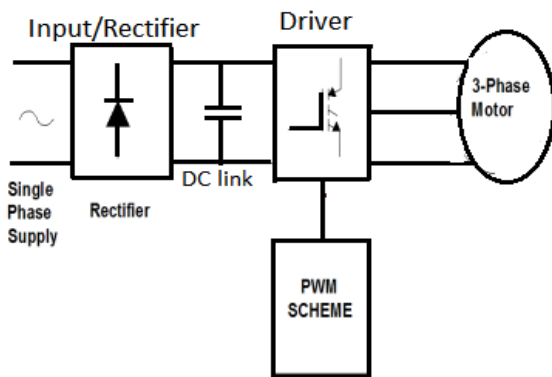 Input/Rectifier
Driver
3-Phase
Motor
DC link
Single
Phase
Supply
Rectifier
PWM
SCHEME